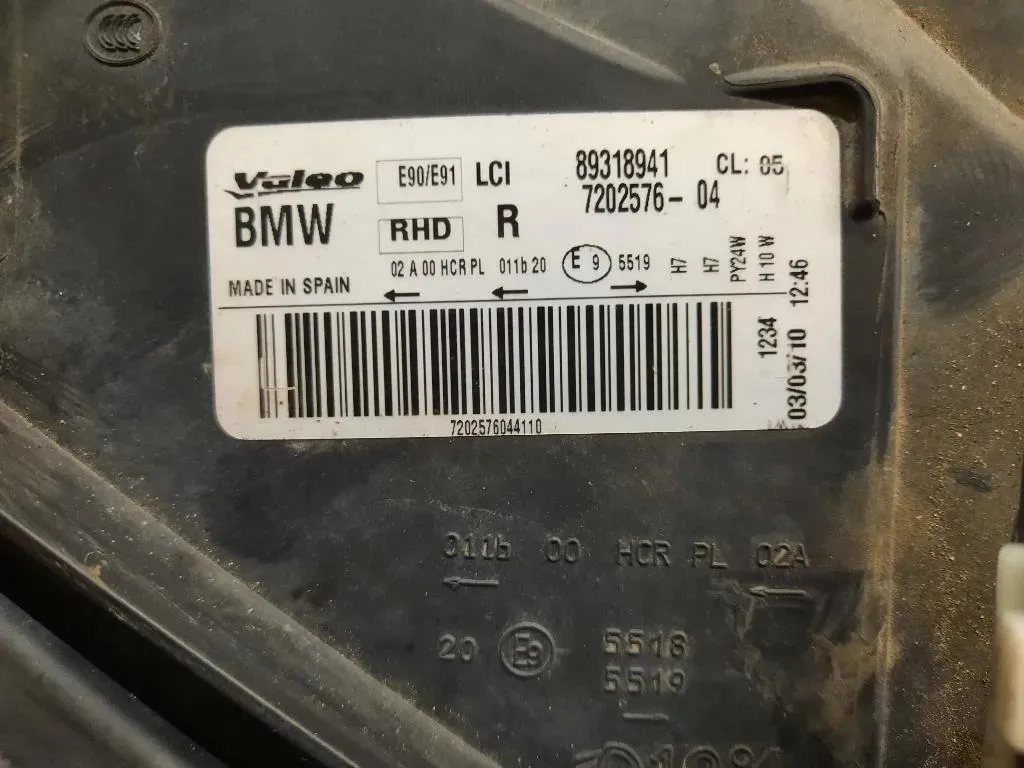 Valeo E90/E91 LCI 89318941 CL: 85
BMW RHD R 7202576-04
02 A 00 HCR PL 011b 20 E 9 5519 H7 H7 PY24W H 10 W
MADE IN SPAIN
1234 03/03/10 12:46
7202576044110
011b 00 HCR PL 02A
20 E9 5518
5519